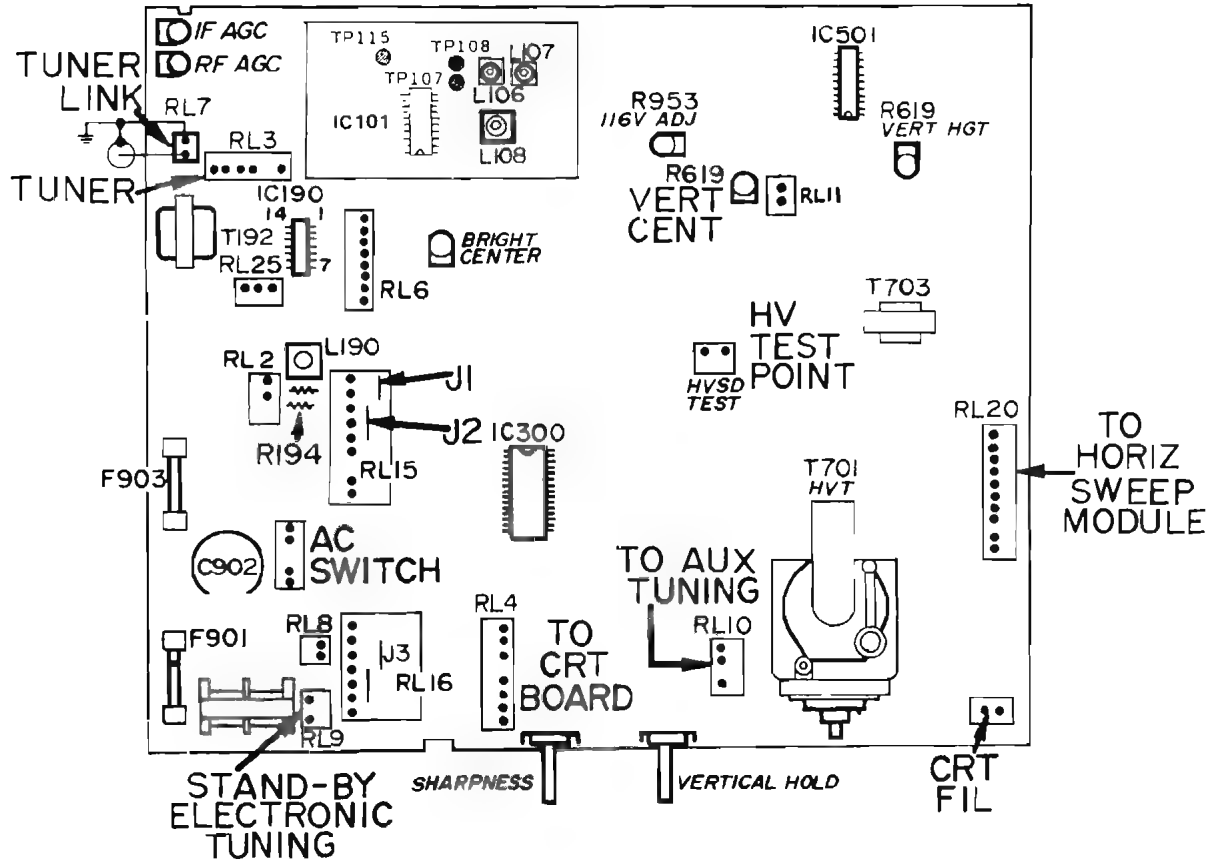 IF AGC
RF AGC
TUNER
LINK
RL7
RL3
TUNER
TP115
TP108
TP107
L107
L106
IC101
L108
IC501
R953
116V ADJ
R619
VERT HGT
R619
VERT
CENT
RL11
IC190
14
1
7
T192
RL25
RL6
BRIGHT
CENTER
T703
HV
TEST
POINT
HVSD
TEST
RL2
L190
J1
J2
R194
RL15
IC300
RL20
TO
HORIZ
SWEEP
MODULE
F903
T701
HVT
AC
SWITCH
C902
TO AUX
TUNING
RL10
F901
RL8
J3
RL16
RL4
TO
CRT
BOARD
RL9
STAND-BY
ELECTRONIC
TUNING
SHARPNESS
VERTICAL HOLD
CRT
FIL